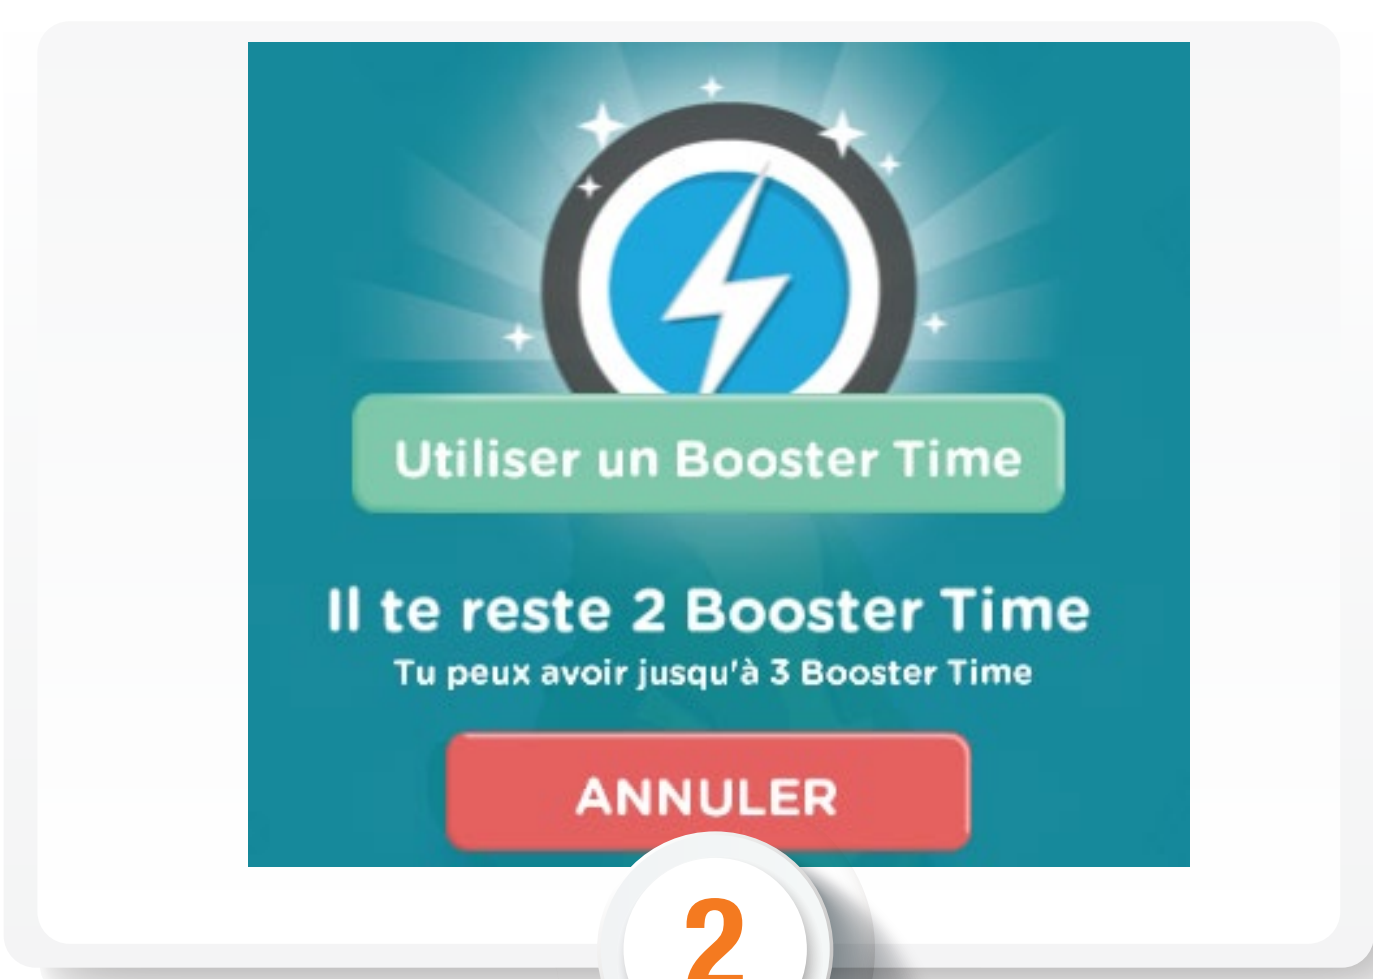 Utiliser un Booster Time
Il te reste 2 Booster Time
Tu peux avoir jusqu'à 3 Booster Time
ANNULER
2